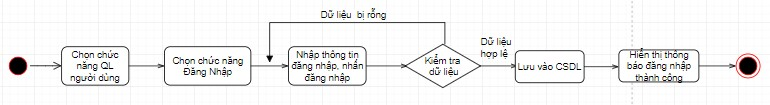 Dữ liệu bị rỗng
Chọn chức
năng QL
người dùng
Chọn chức năng
Đăng Nhập
Nhập thông tin
đăng nhập, nhấn
đăng nhập
Kiểm tra
dữ liệu
Dữ liệu
hợp lệ
Lưu vào CSDL
Hiển thị thông
báo đăng nhập
thành công